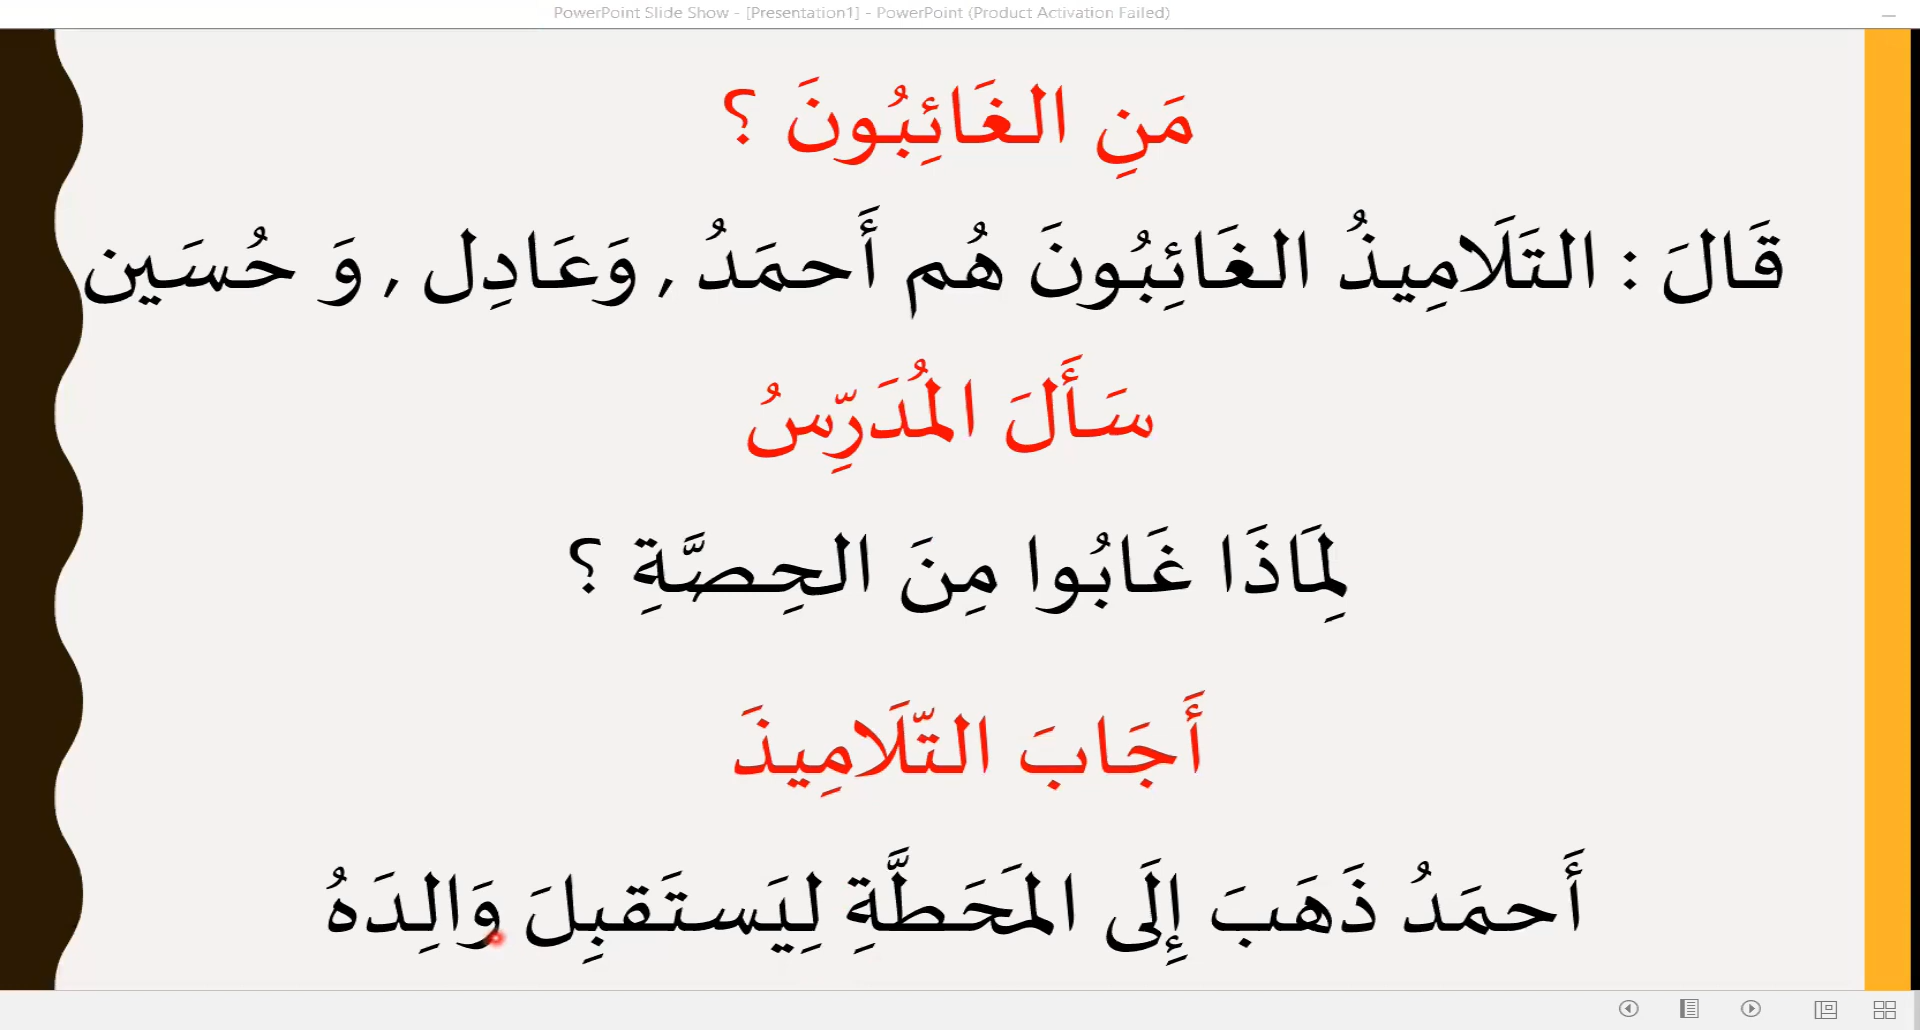 PowerPoint Slide Show - [Presentation1] - PowerPoint (Product Activation Failed)
مَنِ الغَائِبُونَ ؟
قَالَ : التَلَامِيذُ الغَائِبُونَ هُم أَحمَدُ , وَعَادِل , وَ حُسَين
سَأَلَ المُدَرِّسُ
لِمَاذَا غَابُوا مِنَ الحِصَّةِ ؟
أَجَابَ التّلَامِيذَ
أَحمَدُ ذَهَبَ إِلَى المَحَطَّةِ لِيَستَقبِلَ وَالِدَهُ